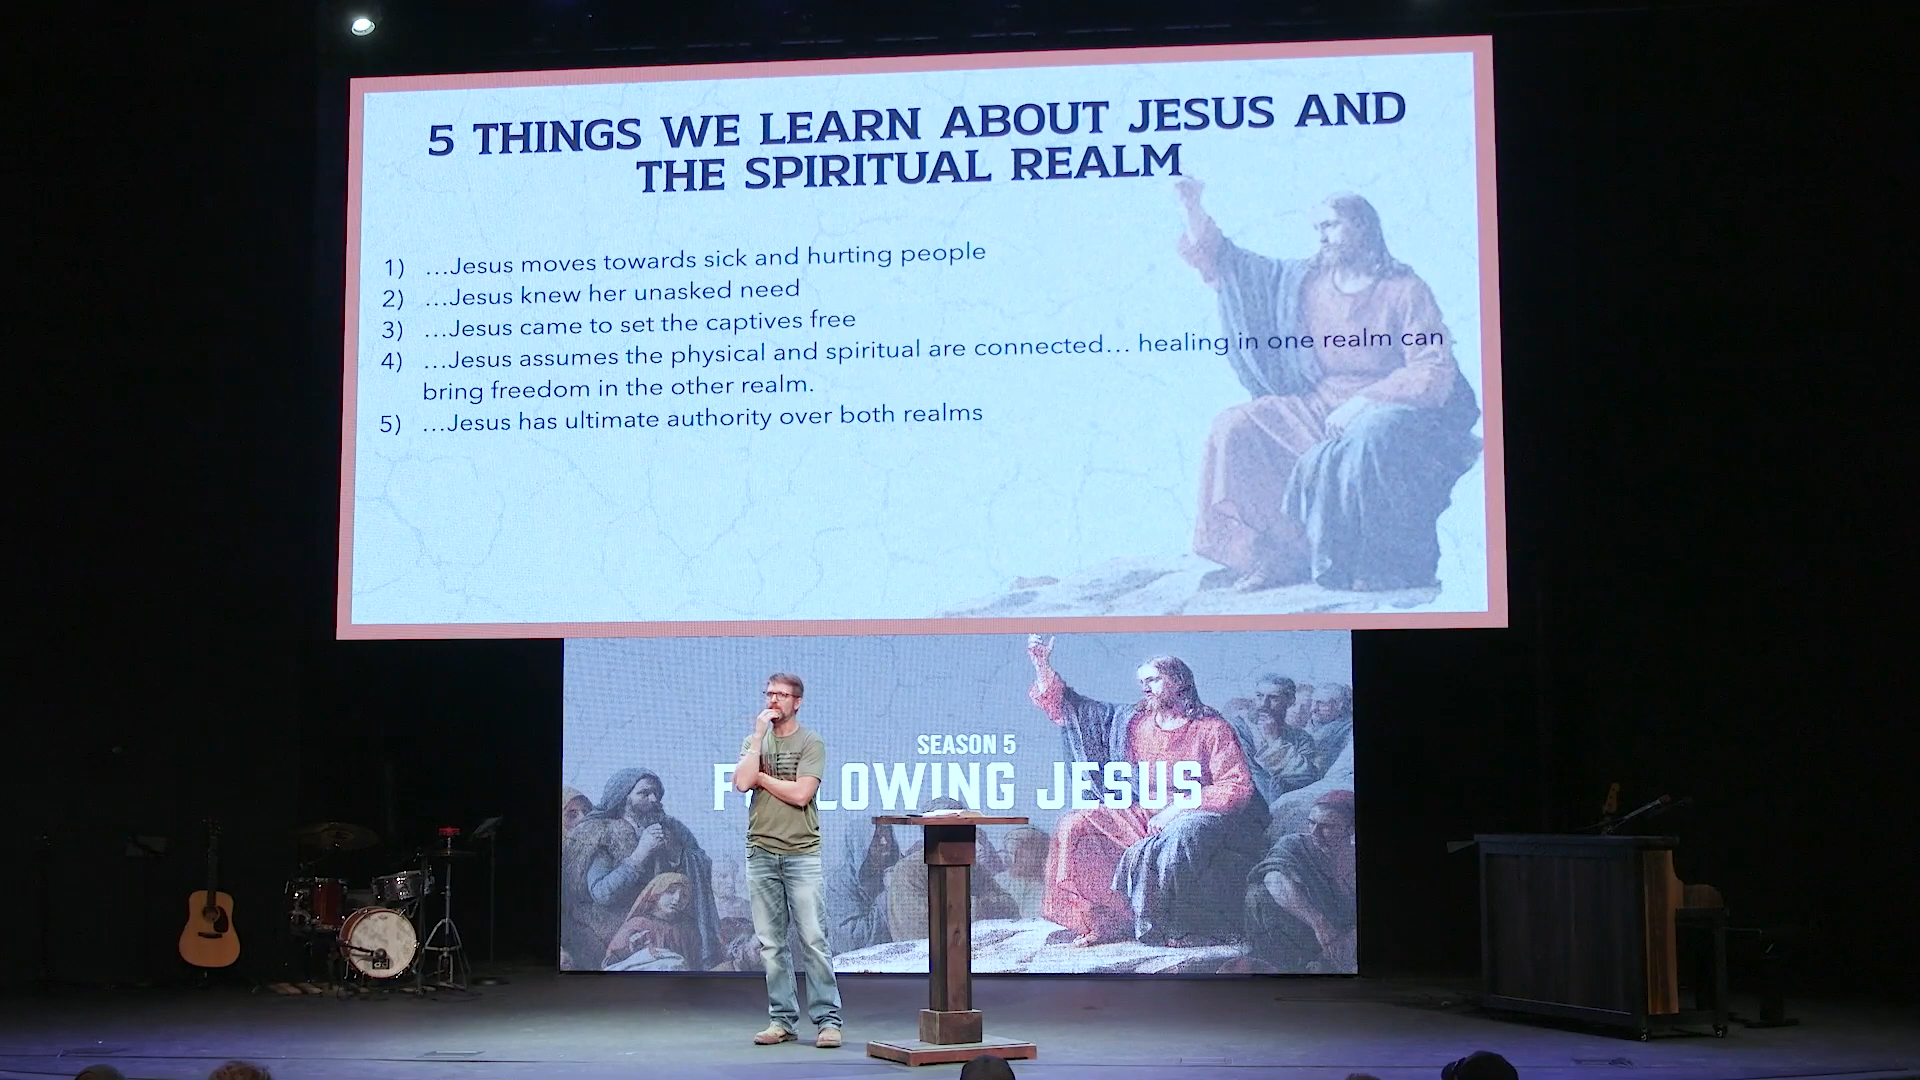 5 THINGS WE LEARN ABOUT JESUS AND
THE SPIRITUAL REALM
1) …Jesus moves towards sick and hurting people
2) …Jesus knew her unasked need
3) …Jesus came to set the captives free
4) …Jesus assumes the physical and spiritual are connected… healing in one realm can
bring freedom in the other realm.
5) …Jesus has ultimate authority over both realms
SEASON 5
JESUS